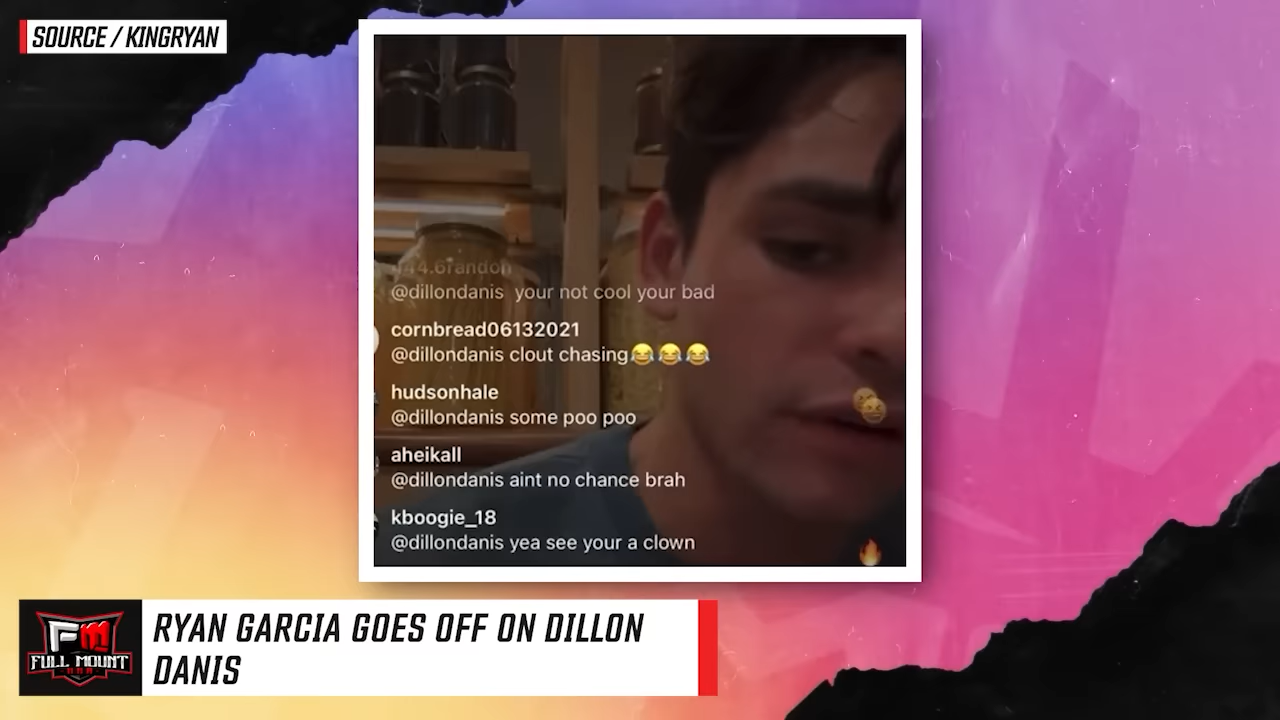 SOURCE / KINGRYAN
@dillondanis your not cool your bad
cornbread06132021
@dillondanis clout chasing😂😂😂
hudsonhale
@dillondanis some poo poo
aheikall
@dillondanis aint no chance brah
kboogie_18
@dillondanis yea see your a clown
FM
FULL MOUNT
RYAN GARCIA GOES OFF ON DILLON
DANIS